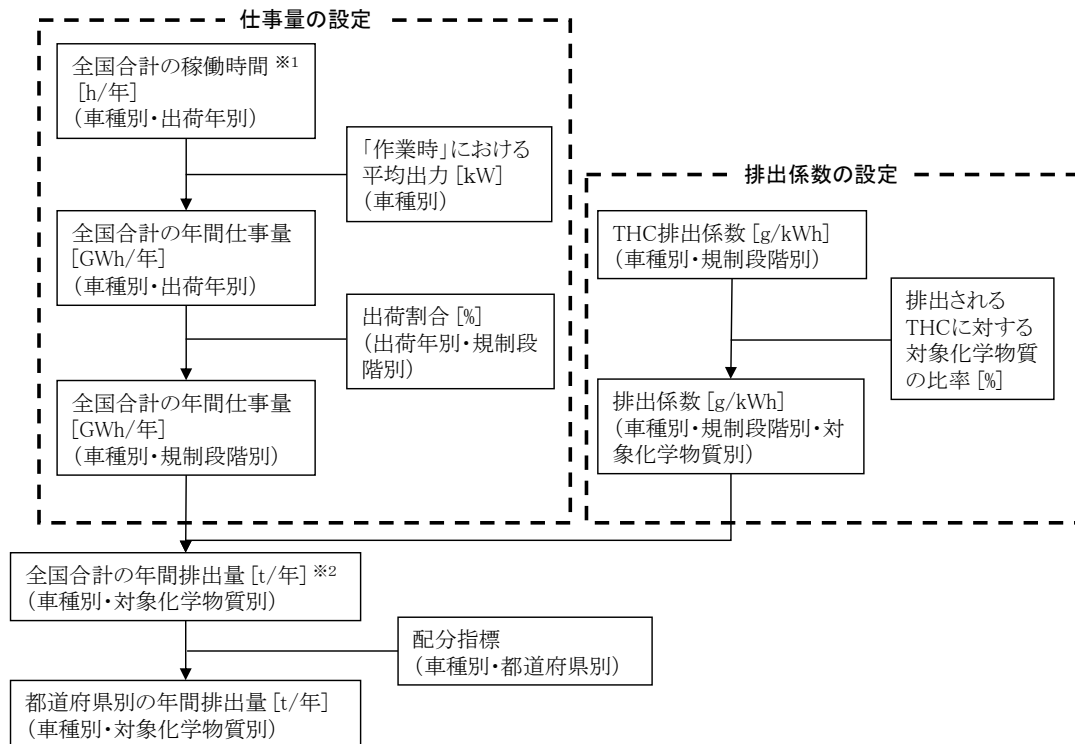 仕事量の設定
全国合計の稼働時間 ※1
[h/年]
(車種別・出荷年別)
「作業時」における
平均出力 [kW]
(車種別)
全国合計の年間仕事量
[GWh/年]
(車種別・出荷年別)
出荷割合 [%]
(出荷年別・規制段
階別)
全国合計の年間仕事量
[GWh/年]
(車種別・規制段階別)
排出係数の設定
THC排出係数 [g/kWh]
(車種別・規制段階別)
排出される
THCに対する
対象化学物質
の比率 [%]
排出係数 [g/kWh]
(車種別・規制段階別・対
象化学物質別)
全国合計の年間排出量 [t/年] ※2
(車種別・対象化学物質別)
配分指標
(車種別・都道府県別)
都道府県別の年間排出量 [t/年]
(車種別・対象化学物質別)